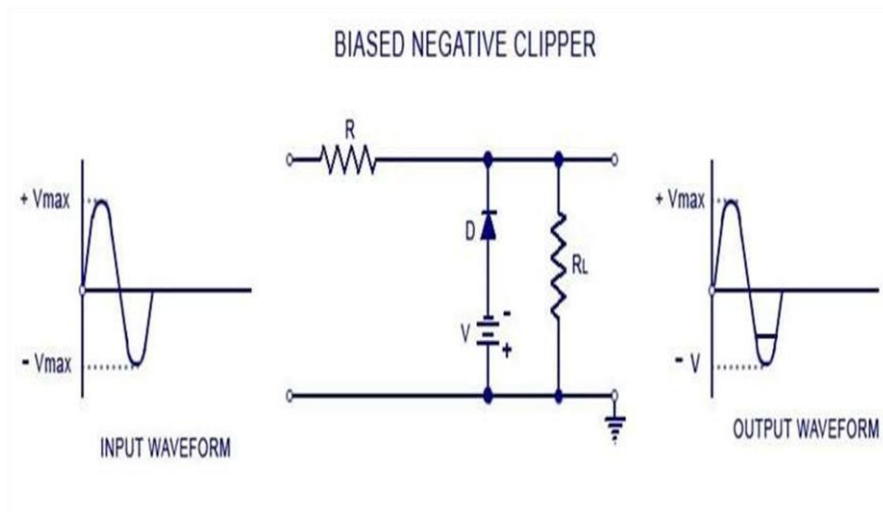 BIASED NEGATIVE CLIPPER
R
+ Vmax
- Vmax
INPUT WAVEFORM
D
V
-
+
RL
+ Vmax
- V
OUTPUT WAVEFORM